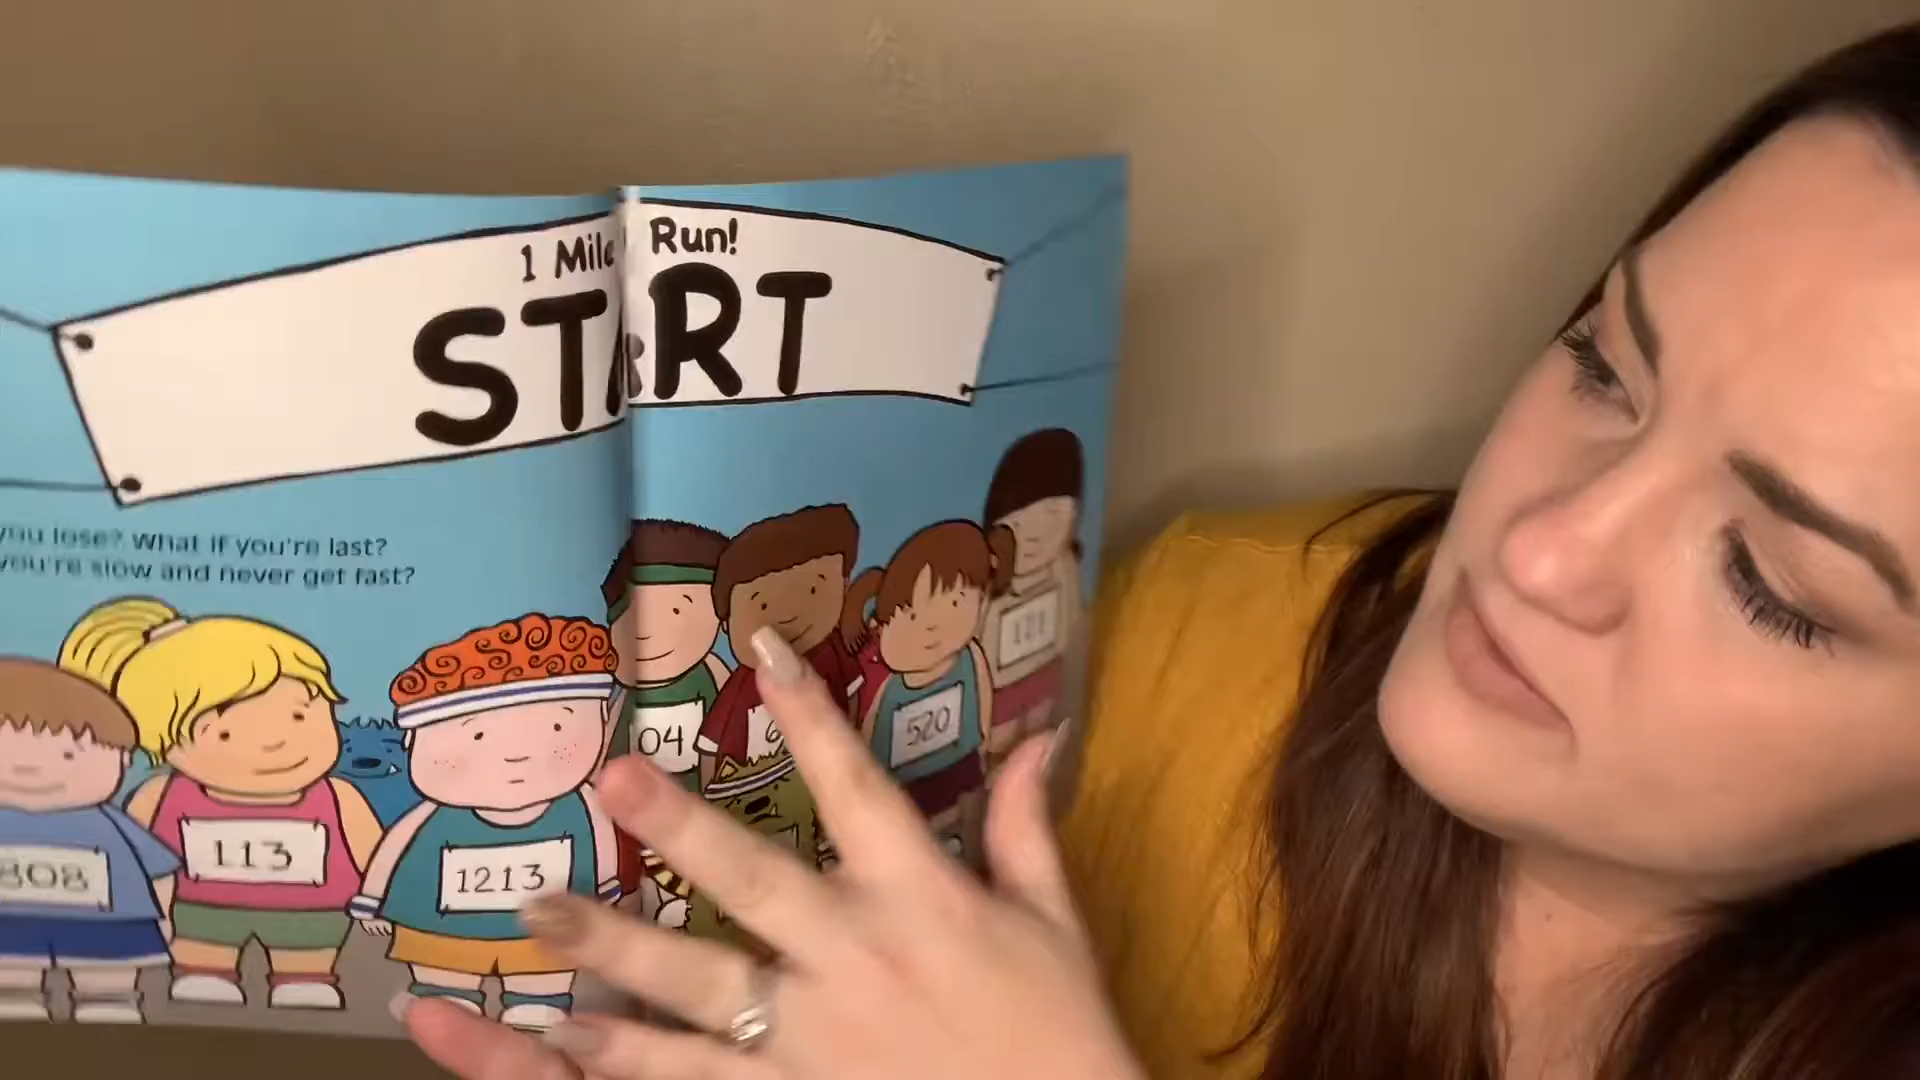 1 Mile Run!
START
you lose? What if you're last?
you're slow and never get fast?
808
113
1213
04
520
121